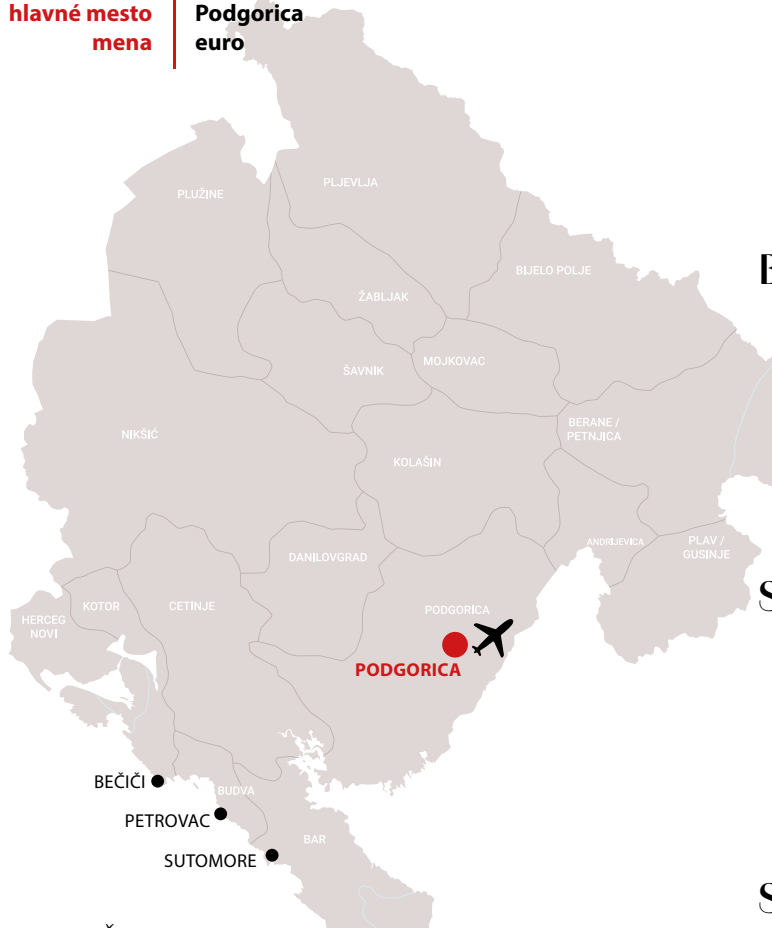 hlavné mesto Podgorica
mena euro
PLJEVLJA
PLUŽINE
B
BIJELO POLJE
ŽABLJAK
MOJKOVAC
ŠAVNIK
BERANE /
PETNJICA
NIKŠIĆ
KOLAŠIN
ANDRIJEVICA
PLAV /
GUSINJE
DANILOVGRAD
S
KOTOR
CETINJE
PODGORICA
HERCEG
NOVI
PODGORICA
BEČIČI
BUDVA
PETROVAC
BAR
SUTOMORE
S